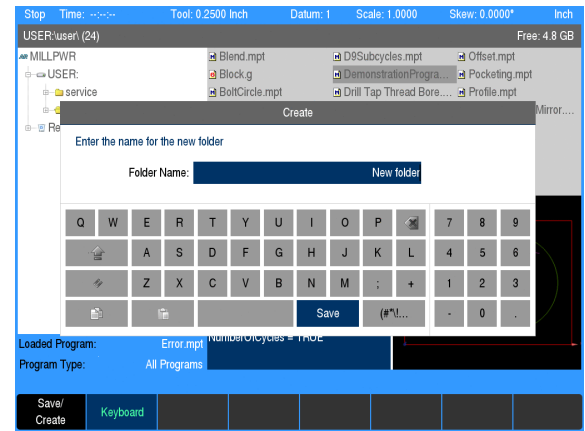 Stop Time: --:--:-- Tool: 0.2500 Inch Datum: 1 Scale: 1.0000 Skew: 0.0000° Inch
USER:\user\ (24) Free: 4.8 GB
MILLPWR Blend.mpt D9Subcycles.mpt Offset.mpt
USER: Block.g DemonstrationProgra... Pocketing.mpt
service BoltCircle.mpt Drill Tap Thread Bore.... Profile.mpt
Create
Mirror....
Re
Enter the name for the new folder
Folder Name: New folder
Q W E R T Y U I O P 7 8 9
A S D F G H J K L 4 5 6
Z X C V B N M ; + 1 2 3
Save (#*\!... - 0 .
NumberOfCycles = TRUE
Loaded Program: Error.mpt
Program Type: All Programs
Save/
Create
Keyboard